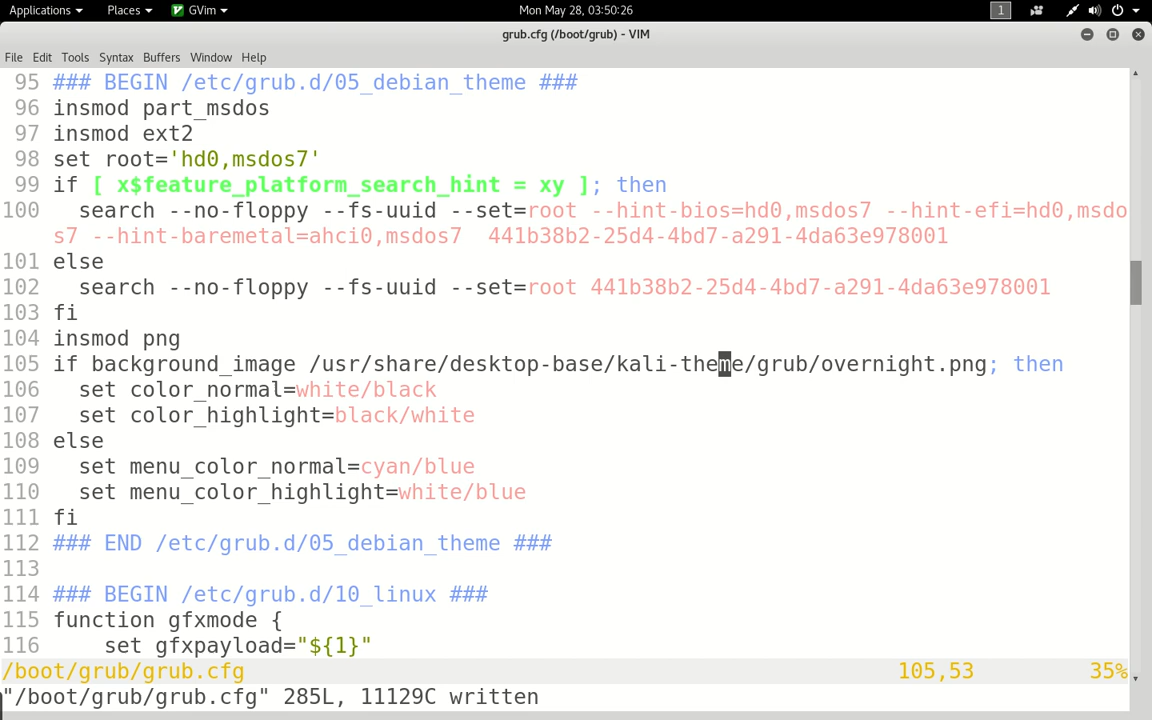 Applications Places GVim Mon May 28, 03:50:26 1
grub.cfg (/boot/grub) - VIM
File Edit Tools Syntax Buffers Window Help
95 ### BEGIN /etc/grub.d/05_debian_theme ###
96 insmod part_msdos
97 insmod ext2
98 set root='hd0,msdos7'
99 if [ x$feature_platform_search_hint = xy ]; then
100   search --no-floppy --fs-uuid --set=root --hint-bios=hd0,msdos7 --hint-efi=hd0,msdo
s7 --hint-baremetal=ahci0,msdos7  441b38b2-25d4-4bd7-a291-4da63e978001
101 else
102   search --no-floppy --fs-uuid --set=root 441b38b2-25d4-4bd7-a291-4da63e978001
103 fi
104 insmod png
105 if background_image /usr/share/desktop-base/kali-theme/grub/overnight.png; then
106   set color_normal=white/black
107   set color_highlight=black/white
108 else
109   set menu_color_normal=cyan/blue
110   set menu_color_highlight=white/blue
111 fi
112 ### END /etc/grub.d/05_debian_theme ###
113
114 ### BEGIN /etc/grub.d/10_linux ###
115 function gfxmode {
116     set gfxpayload="${1}"
/boot/grub/grub.cfg 105,53 35%
"/boot/grub/grub.cfg" 285L, 11129C written